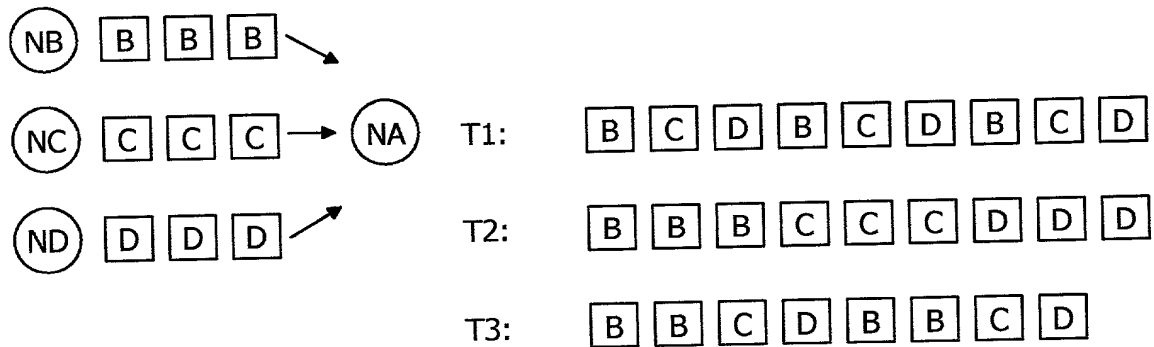 NB B B B
NC C C C NA T1: B C D B C D B C D
ND D D D T2: B B B C C C D D D
T3: B B C D B B C D